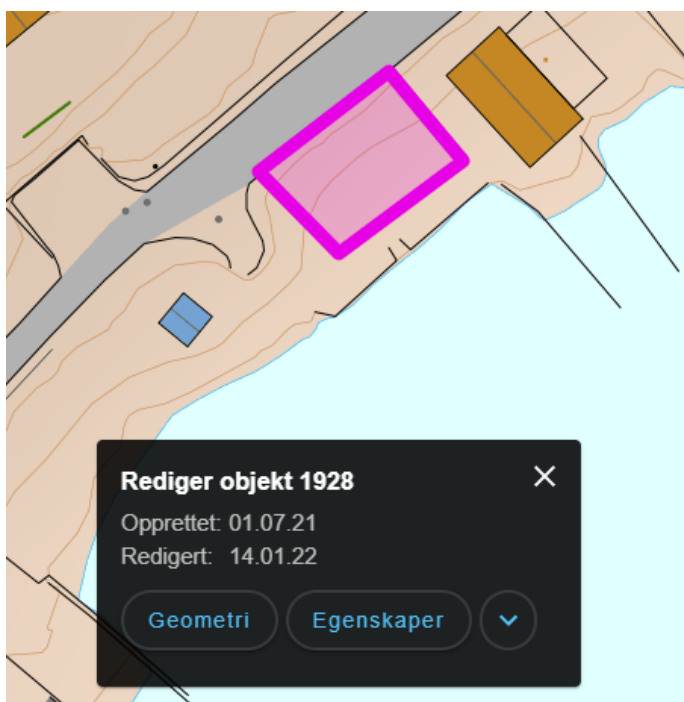 Rediger objekt 1928
Opprettet: 01.07.21
Redigert: 14.01.22
Geometri Egenskaper